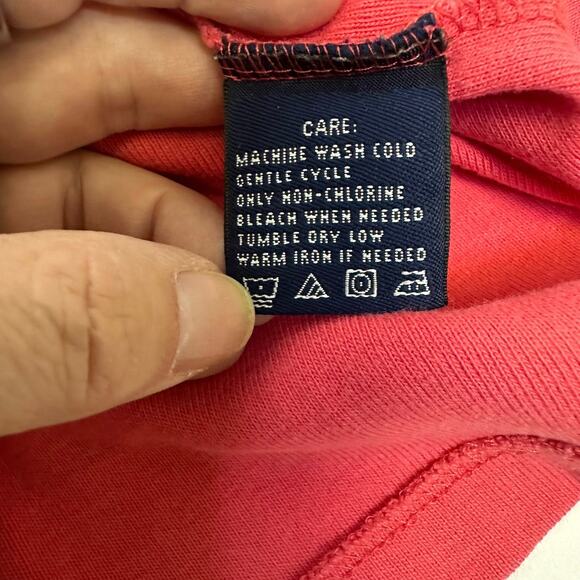 CARE:
MACHINE WASH COLD
GENTLE CYCLE
ONLY NON-CHLORINE
BLEACH WHEN NEEDED
TUMBLE DRY LOW
WARM IRON IF NEEDED